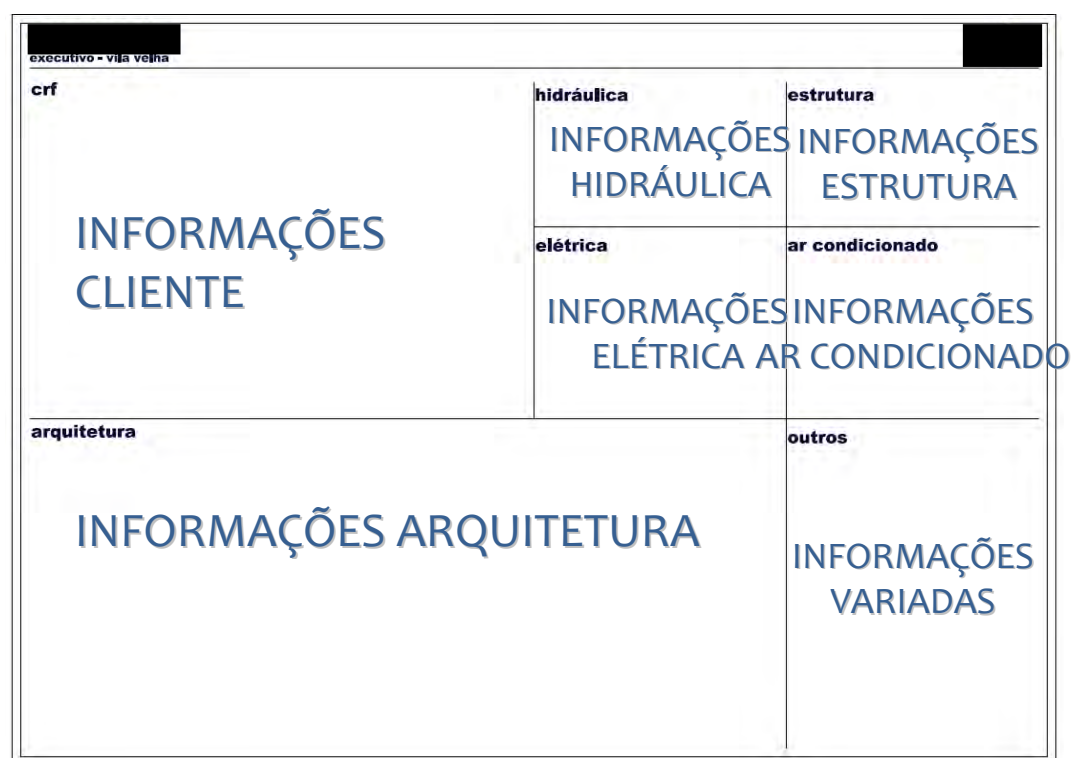 executivo - vila velha
crf
INFORMAÇÕES
CLIENTE
hidráulica
INFORMAÇÕES
HIDRÁULICA
estrutura
INFORMAÇÕES
ESTRUTURA
elétrica
INFORMAÇÕES
ELÉTRICA
ar condicionado
INFORMAÇÕES
AR CONDICIONADO
arquitetura
INFORMAÇÕES ARQUITETURA
outros
INFORMAÇÕES
VARIADAS